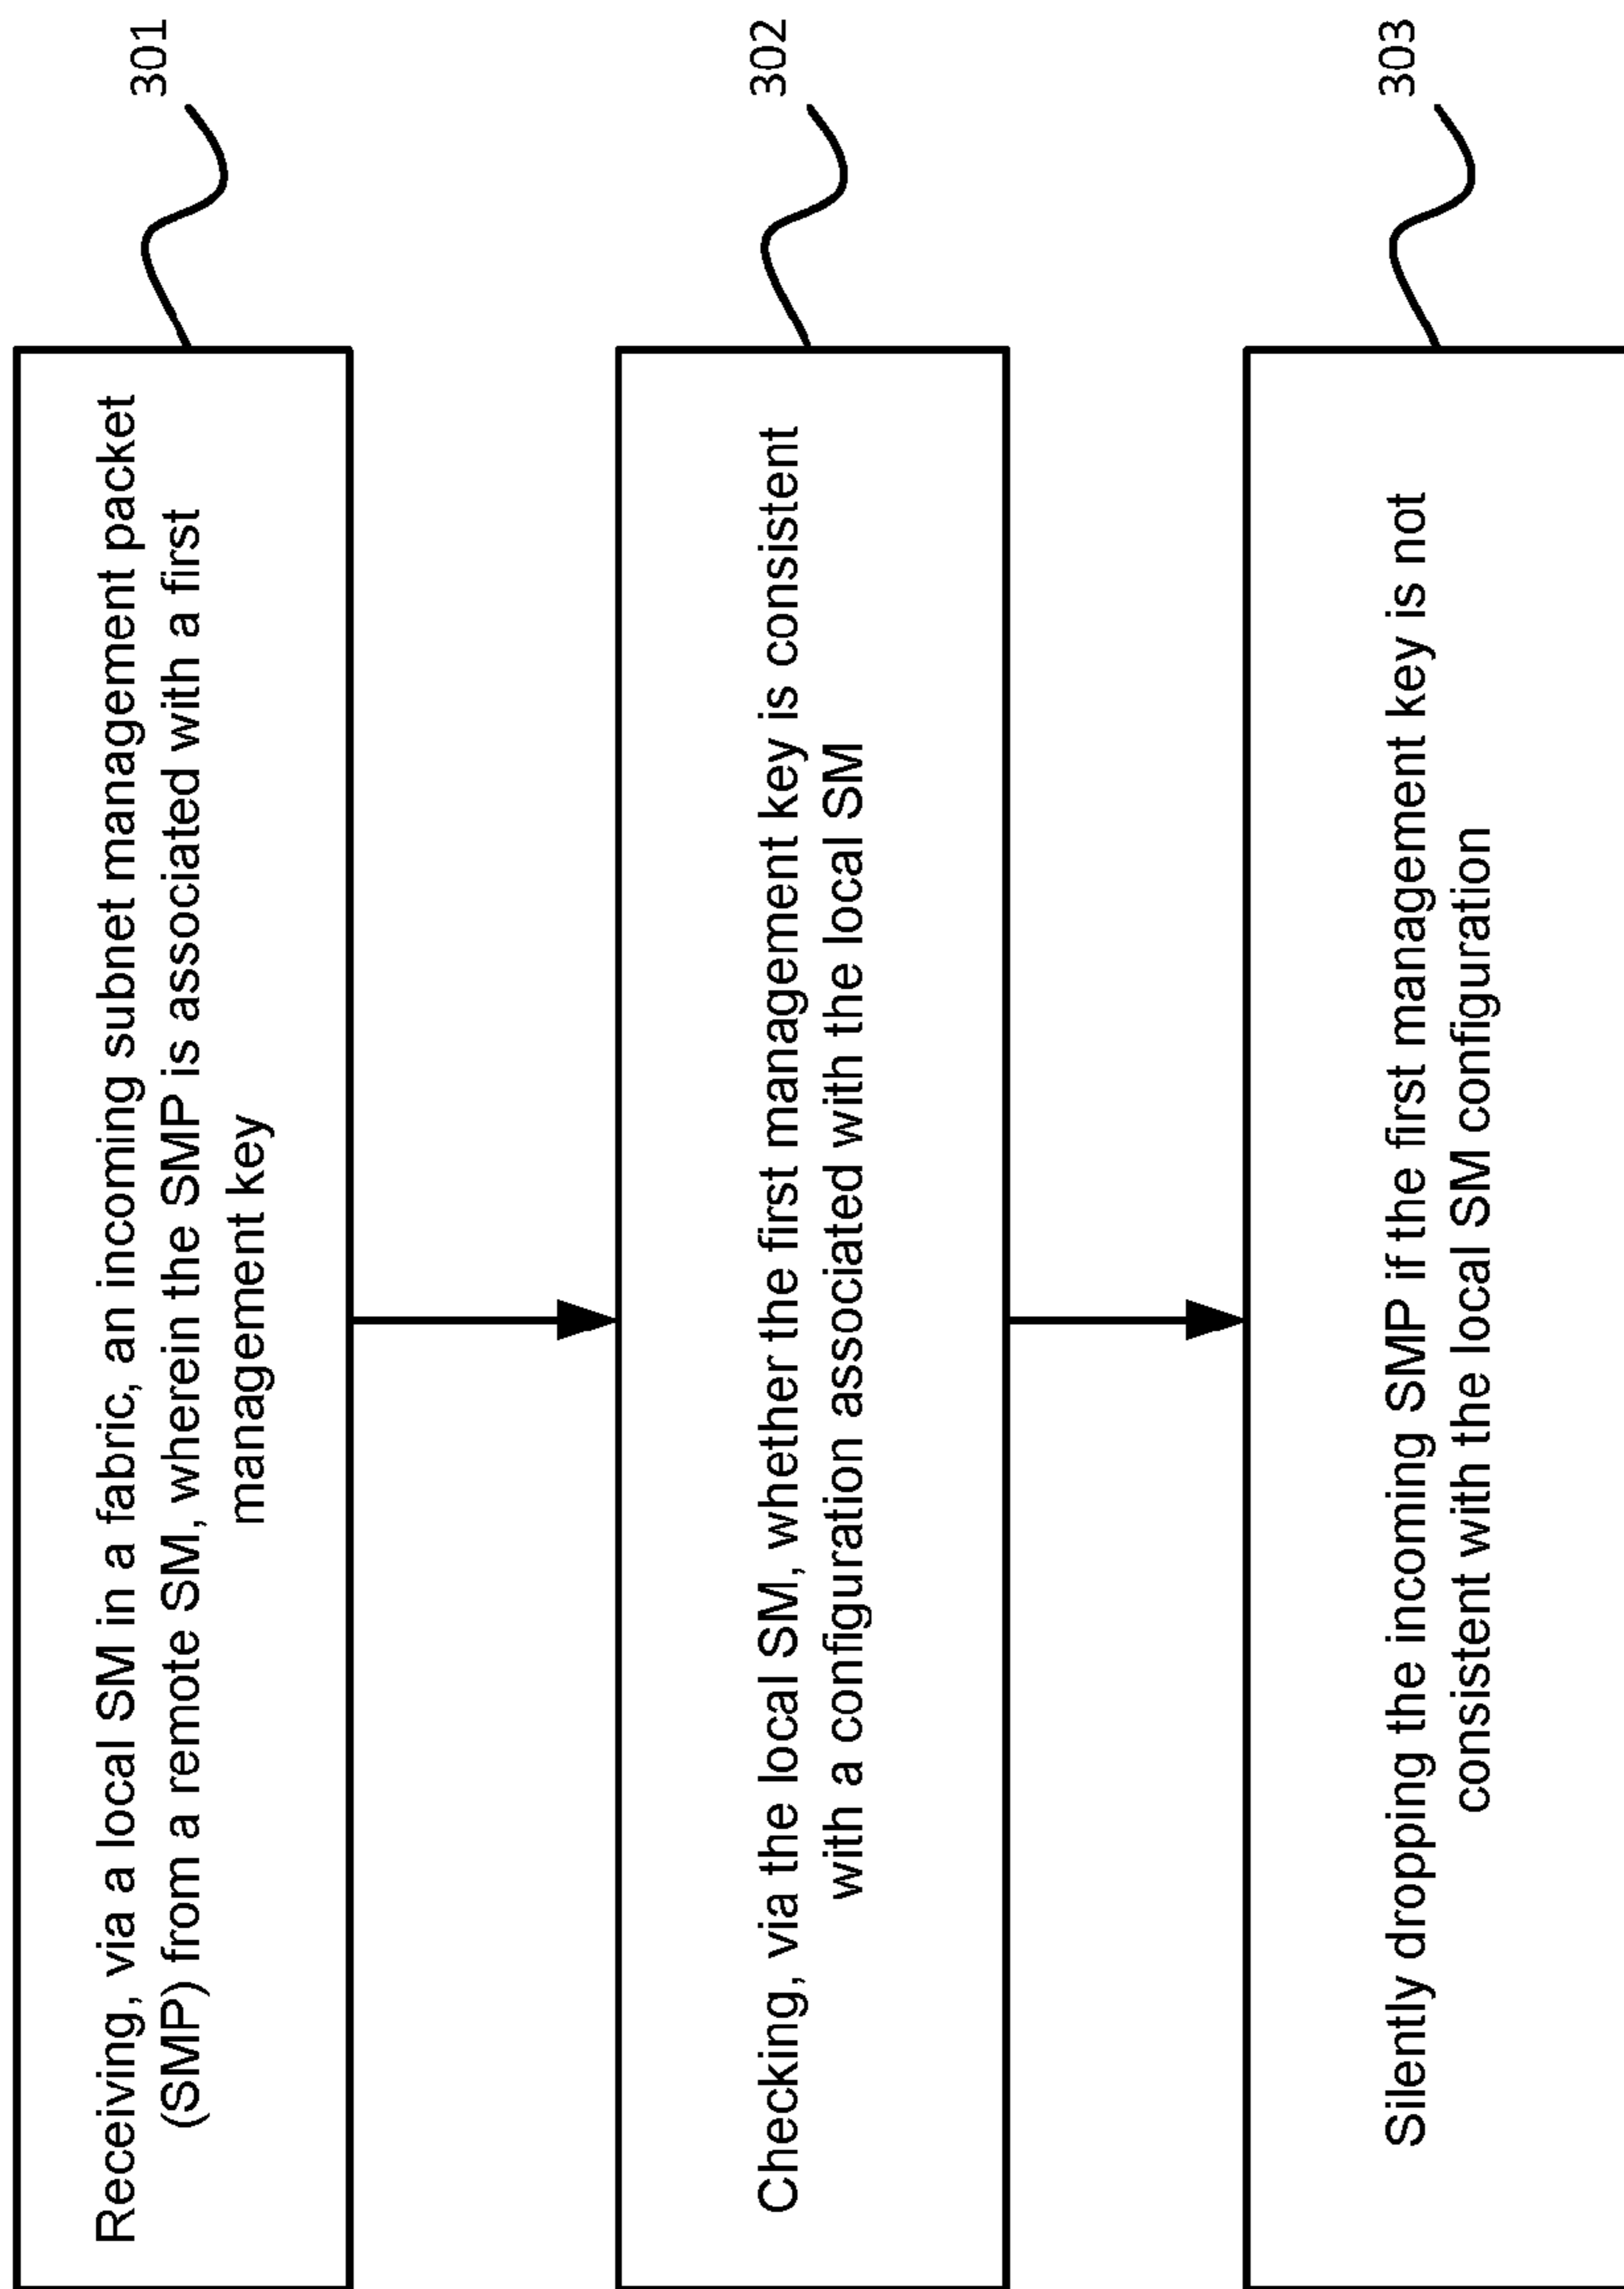 Receiving, via a local SM in a fabric, an incoming subnet management packet
(SMP) from a remote SM, wherein the SMP is associated with a first
management key
301
Checking, via the local SM, whether the first management key is consistent
with a configuration associated with the local SM
302
Silently dropping the incoming SMP if the first management key is not
consistent with the local SM configuration
303